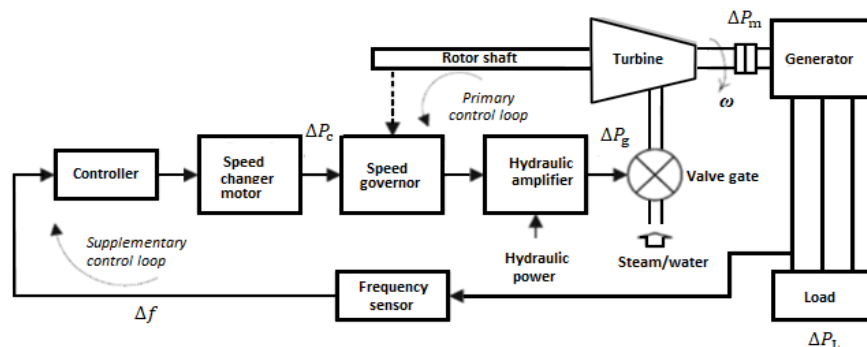 ΔPm
Rotor shaft
Turbine
Generator
Primary
control loop
ω
ΔPc
ΔPg
Controller
Speed
changer
motor
Speed
governor
Hydraulic
amplifier
Valve gate
Supplementary
control loop
Hydraulic
power
Steam/water
Frequency
sensor
Load
Δf
ΔPL